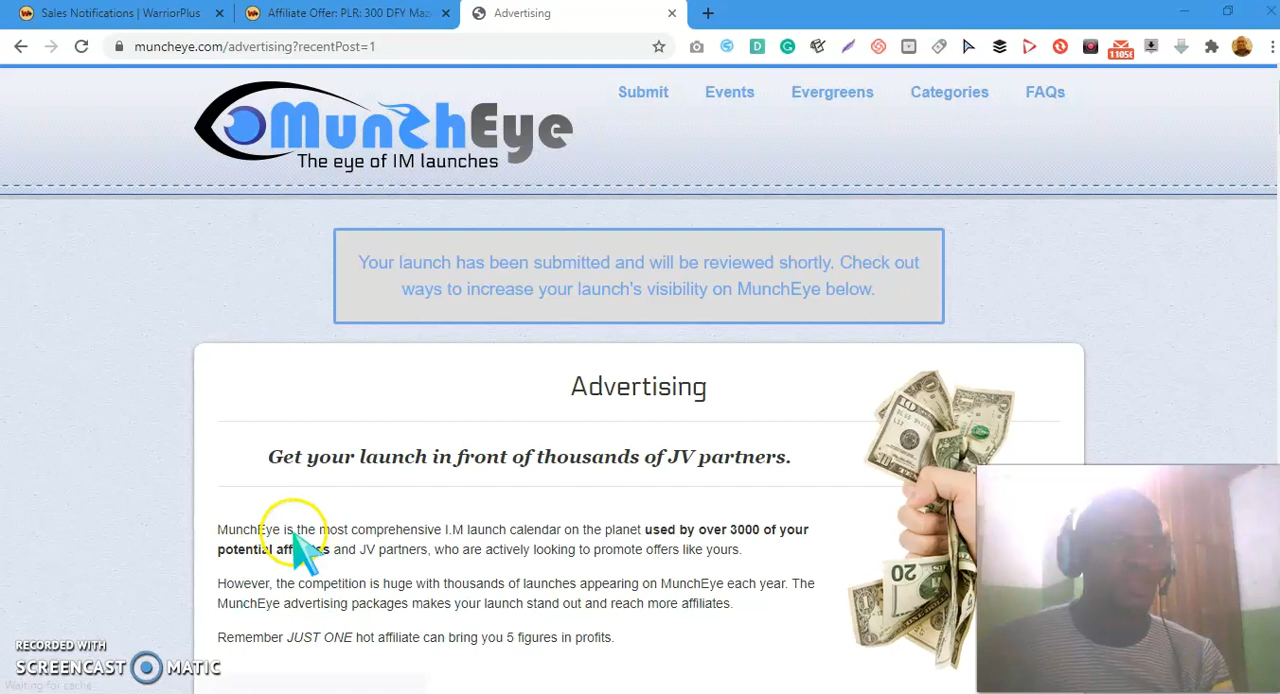 Sales Notifications | WarriorPlus
Affiliate Offer: PLR: 300 DFY Maz
Advertising
muncheye.com/advertising?recentPost=1
1105
MunchEye
The eye of IM launches
Submit
Events
Evergreens
Categories
FAQs
Your launch has been submitted and will be reviewed shortly. Check out
ways to increase your launch's visibility on MunchEye below.
Advertising
Get your launch in front of thousands of JV partners.
MunchEye is the most comprehensive I.M launch calendar on the planet used by over 3000 of your
potential affiliates and JV partners, who are actively looking to promote offers like yours.
However, the competition is huge with thousands of launches appearing on MunchEye each year. The
MunchEye advertising packages makes your launch stand out and reach more affiliates.
Remember JUST ONE hot affiliate can bring you 5 figures in profits.
20
RECORDED WITH
SCREENCAST MATIC
Waiting for cache